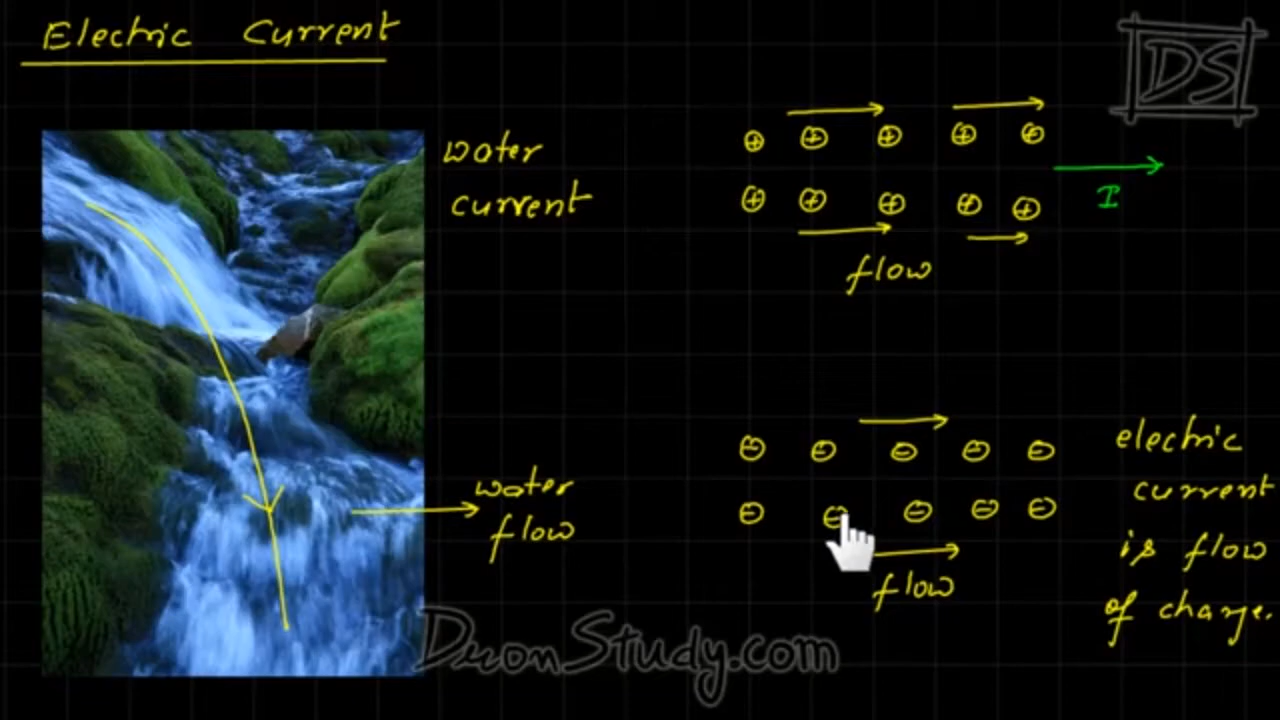 Electric Current
DS
water
current
⊕ ⊕ ⊕ ⊕ ⊕
⊕ ⊕ ⊕ ⊕ ⊕
I
flow
⊖ ⊖ ⊖ ⊖ ⊖
⊖ ⊖ ⊖ ⊖ ⊖
flow
water
flow
electric
current
is flow
of charge.
DronStudy.com